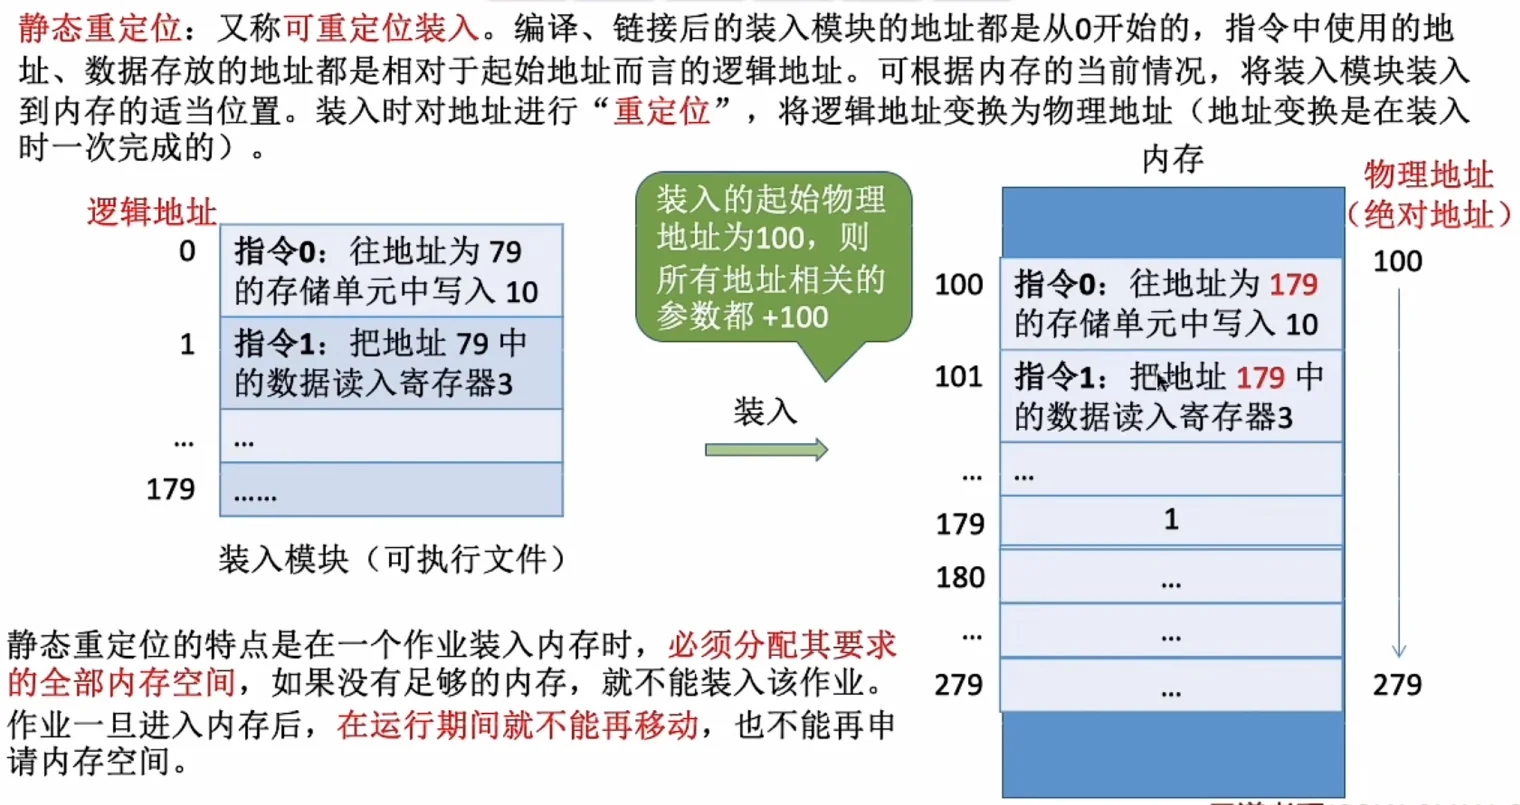 静态重定位：又称可重定位装入。编译、链接后的装入模块的地址都是从0开始的，指令中使用的地
址、数据存放的地址都是相对于起始地址而言的逻辑地址。可根据内存的当前情况，将装入模块装入
到内存的适当位置。装入时对地址进行“重定位”，将逻辑地址变换为物理地址（地址变换是在装入
时一次完成的）。
逻辑地址
0
指令0：往地址为 79
的存储单元中写入 10
1
指令1：把地址 79 中
的数据读入寄存器3
...
...
179
......
装入模块（可执行文件）
装入的起始物理
地址为100，则
所有地址相关的
参数都 +100
装入
内存
物理地址
（绝对地址）
100
指令0：往地址为 179
的存储单元中写入 10
101
指令1：把地址 179 中
的数据读入寄存器3
...
...
179
1
180
...
...
...
279
...
100
279
静态重定位的特点是在一个作业装入内存时，必须分配其要求
的全部内存空间，如果没有足够的内存，就不能装入该作业。
作业一旦进入内存后，在运行期间就不能再移动，也不能再申
请内存空间。